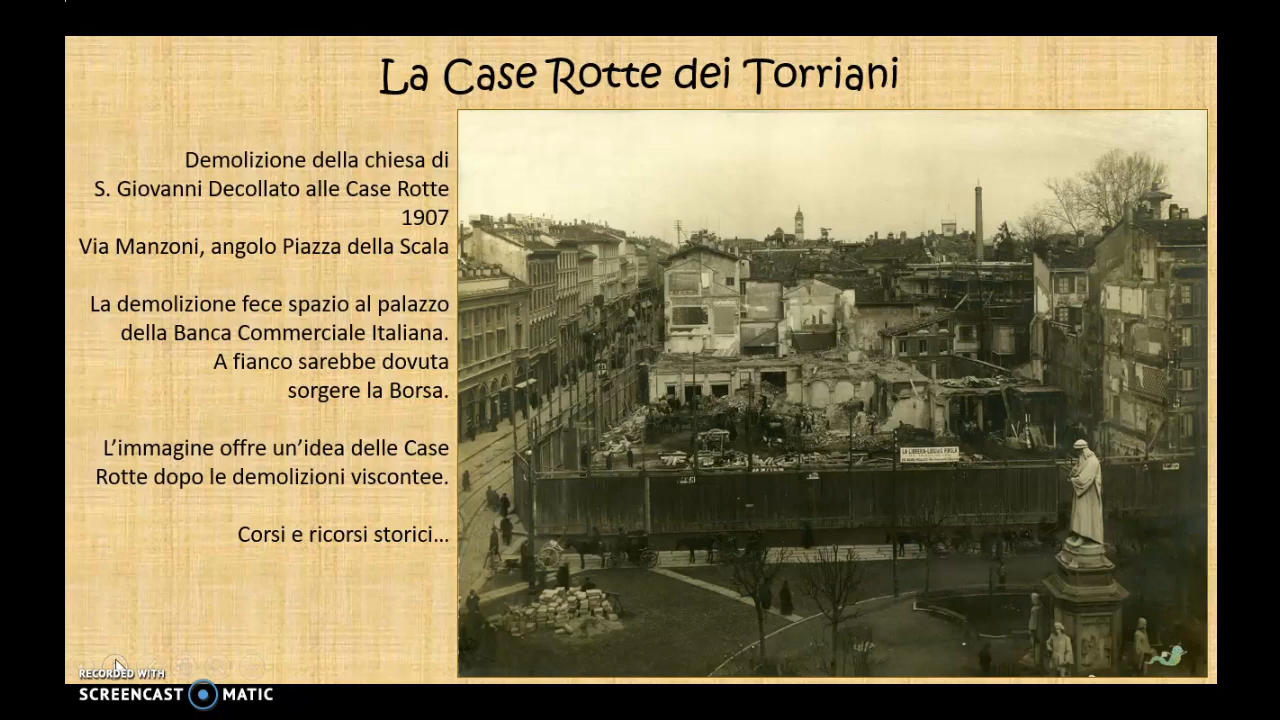 La Case Rotte dei Torriani
Demolizione della chiesa di
S. Giovanni Decollato alle Case Rotte
1907
Via Manzoni, angolo Piazza della Scala
La demolizione fece spazio al palazzo
della Banca Commerciale Italiana.
A fianco sarebbe dovuta
sorgere la Borsa.
L’immagine offre un’idea delle Case
Rotte dopo le demolizioni viscontee.
Corsi e ricorsi storici…
RECORDED WITH
SCREENCAST MATIC